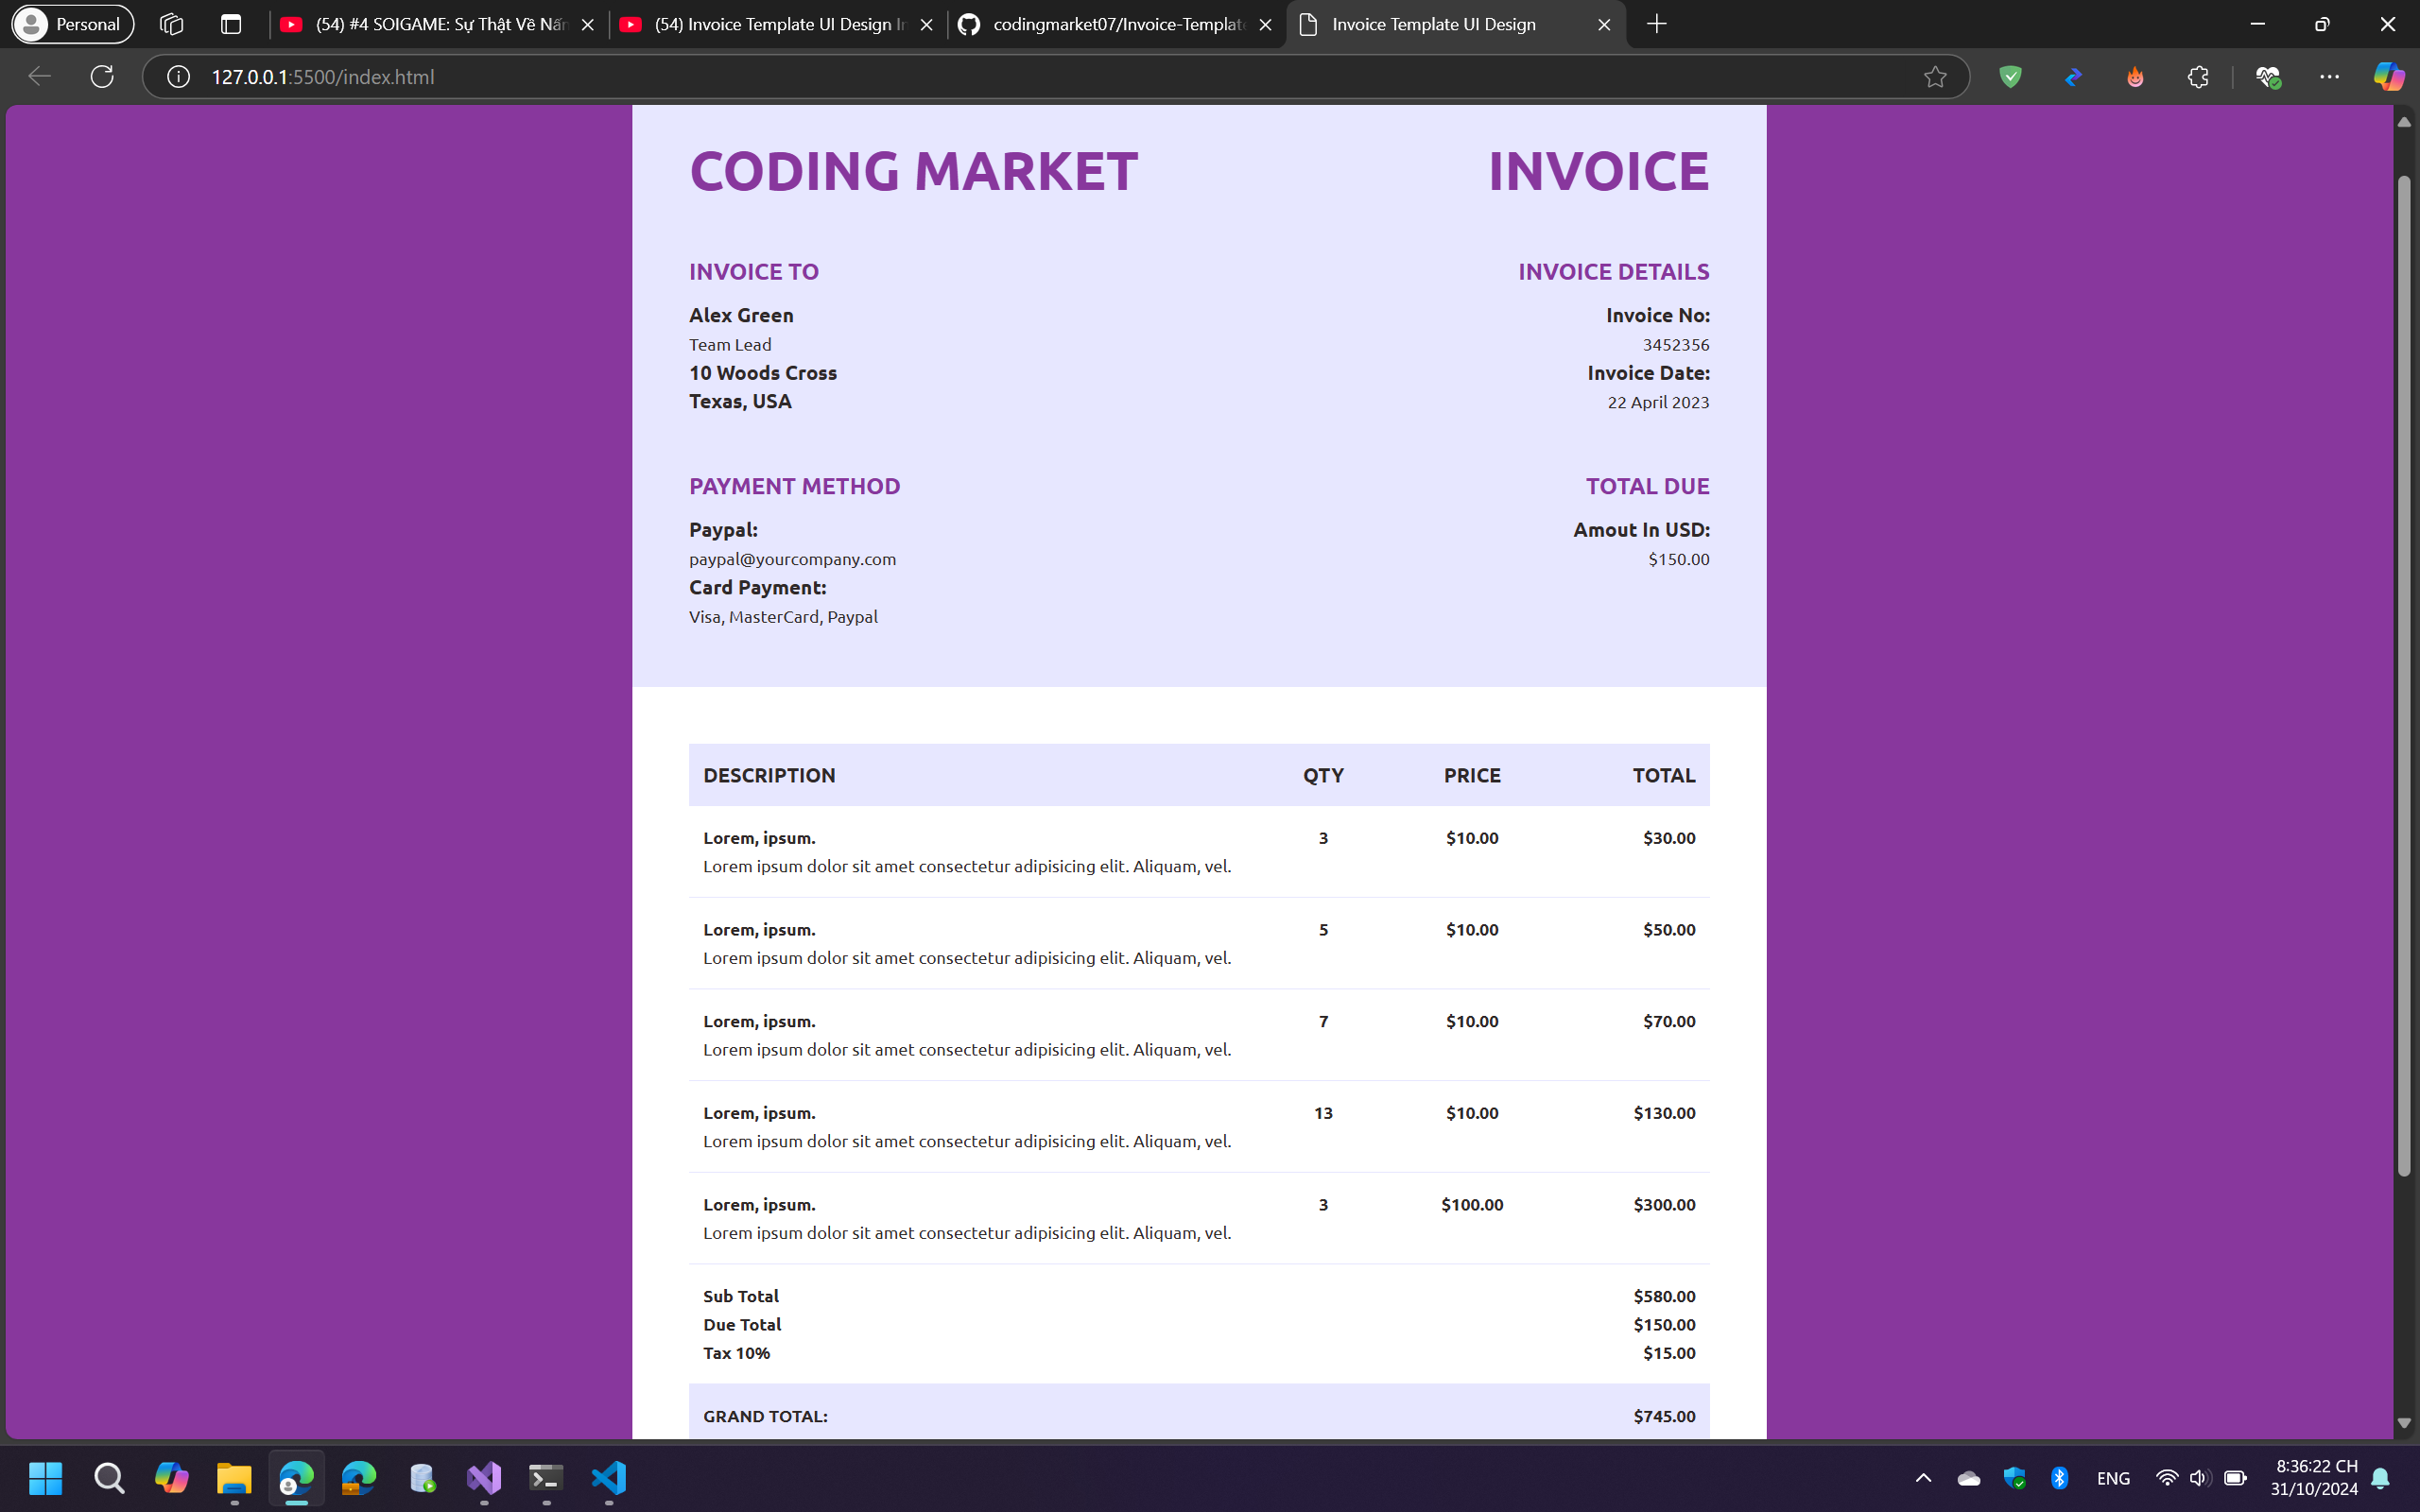 Personal
(54) #4 SOIGAME: Sự Thật Về Nấn
(54) Invoice Template UI Design In
codingmarket07/Invoice-Template
Invoice Template UI Design
127.0.0.1:5500/index.html
CODING MARKET INVOICE
INVOICE TO INVOICE DETAILS
Alex Green Invoice No:
Team Lead 3452356
10 Woods Cross Invoice Date:
Texas, USA 22 April 2023
PAYMENT METHOD TOTAL DUE
Paypal: Amout In USD:
paypal@yourcompany.com $150.00
Card Payment:
Visa, MasterCard, Paypal
DESCRIPTION QTY PRICE TOTAL
Lorem, ipsum. 3 $10.00 $30.00
Lorem ipsum dolor sit amet consectetur adipisicing elit. Aliquam, vel.
Lorem, ipsum. 5 $10.00 $50.00
Lorem ipsum dolor sit amet consectetur adipisicing elit. Aliquam, vel.
Lorem, ipsum. 7 $10.00 $70.00
Lorem ipsum dolor sit amet consectetur adipisicing elit. Aliquam, vel.
Lorem, ipsum. 13 $10.00 $130.00
Lorem ipsum dolor sit amet consectetur adipisicing elit. Aliquam, vel.
Lorem, ipsum. 3 $100.00 $300.00
Lorem ipsum dolor sit amet consectetur adipisicing elit. Aliquam, vel.
Sub Total $580.00
Due Total $150.00
Tax 10% $15.00
GRAND TOTAL: $745.00
ENG
8:36:22 CH
31/10/2024